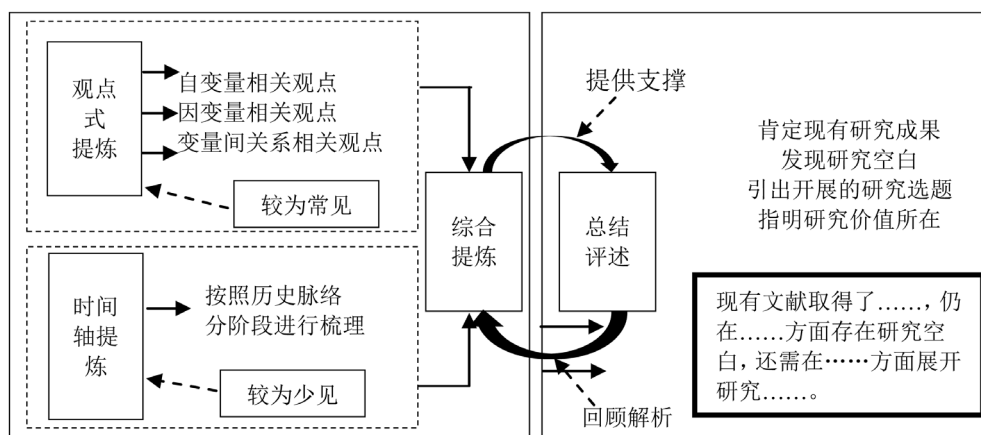 观点
式
提炼
自变量相关观点
因变量相关观点
变量间关系相关观点
较为常见
时间
轴提
炼
按照历史脉络
分阶段进行梳理
较为少见
综合
提炼
提供支撑
总结
评述
回顾解析
肯定现有研究成果
发现研究空白
引出开展的研究选题
指明研究价值所在
现有文献取得了……，仍
在……方面存在研究空
白，还需在……方面展开
研究……。